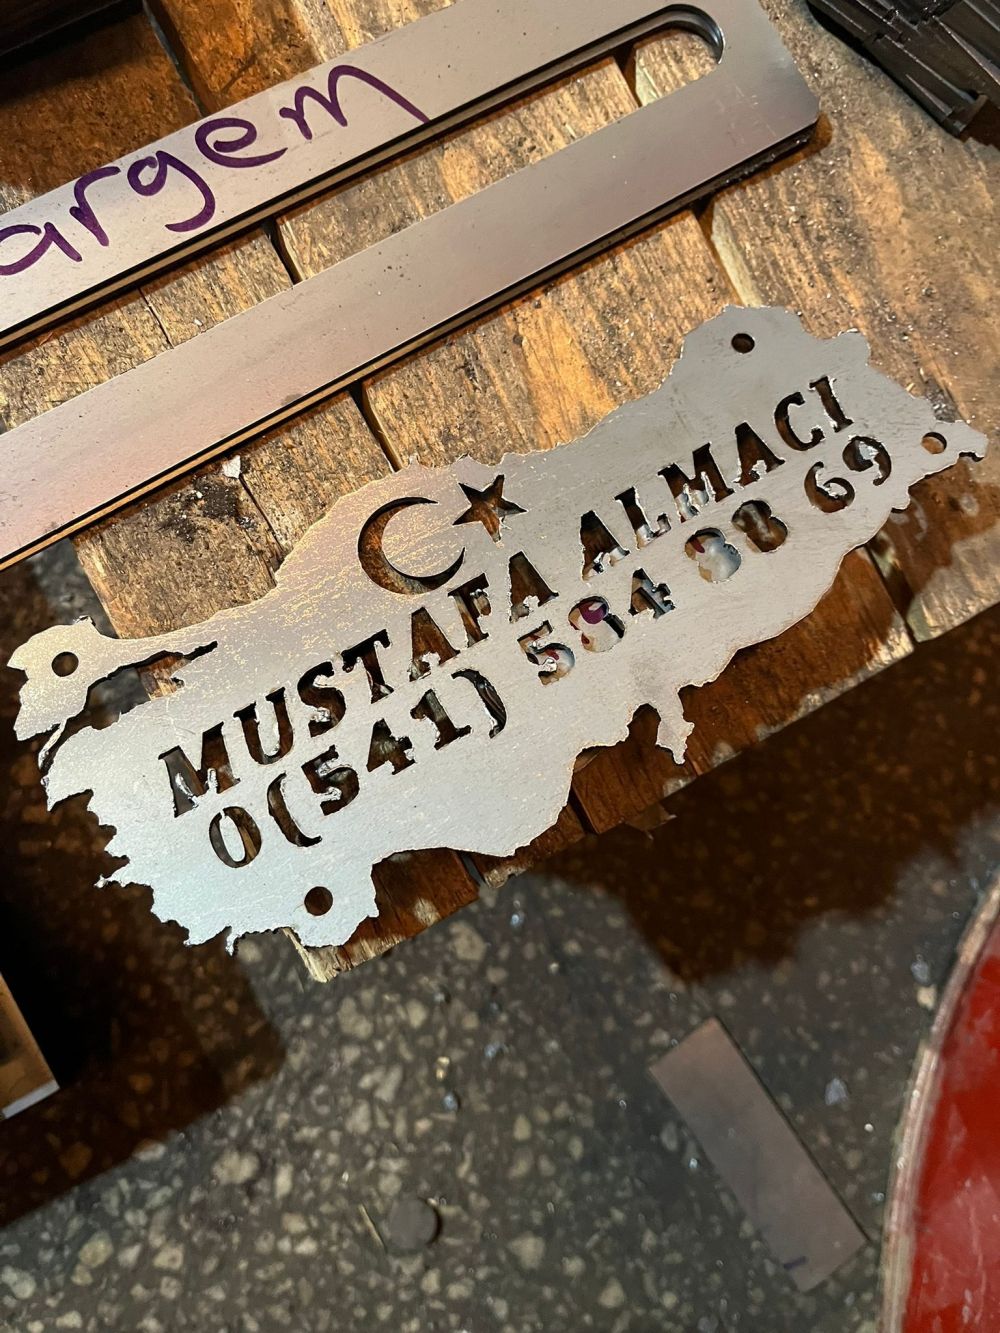 argem
MUSTAFA ALMACI
0(541) 584 88 69